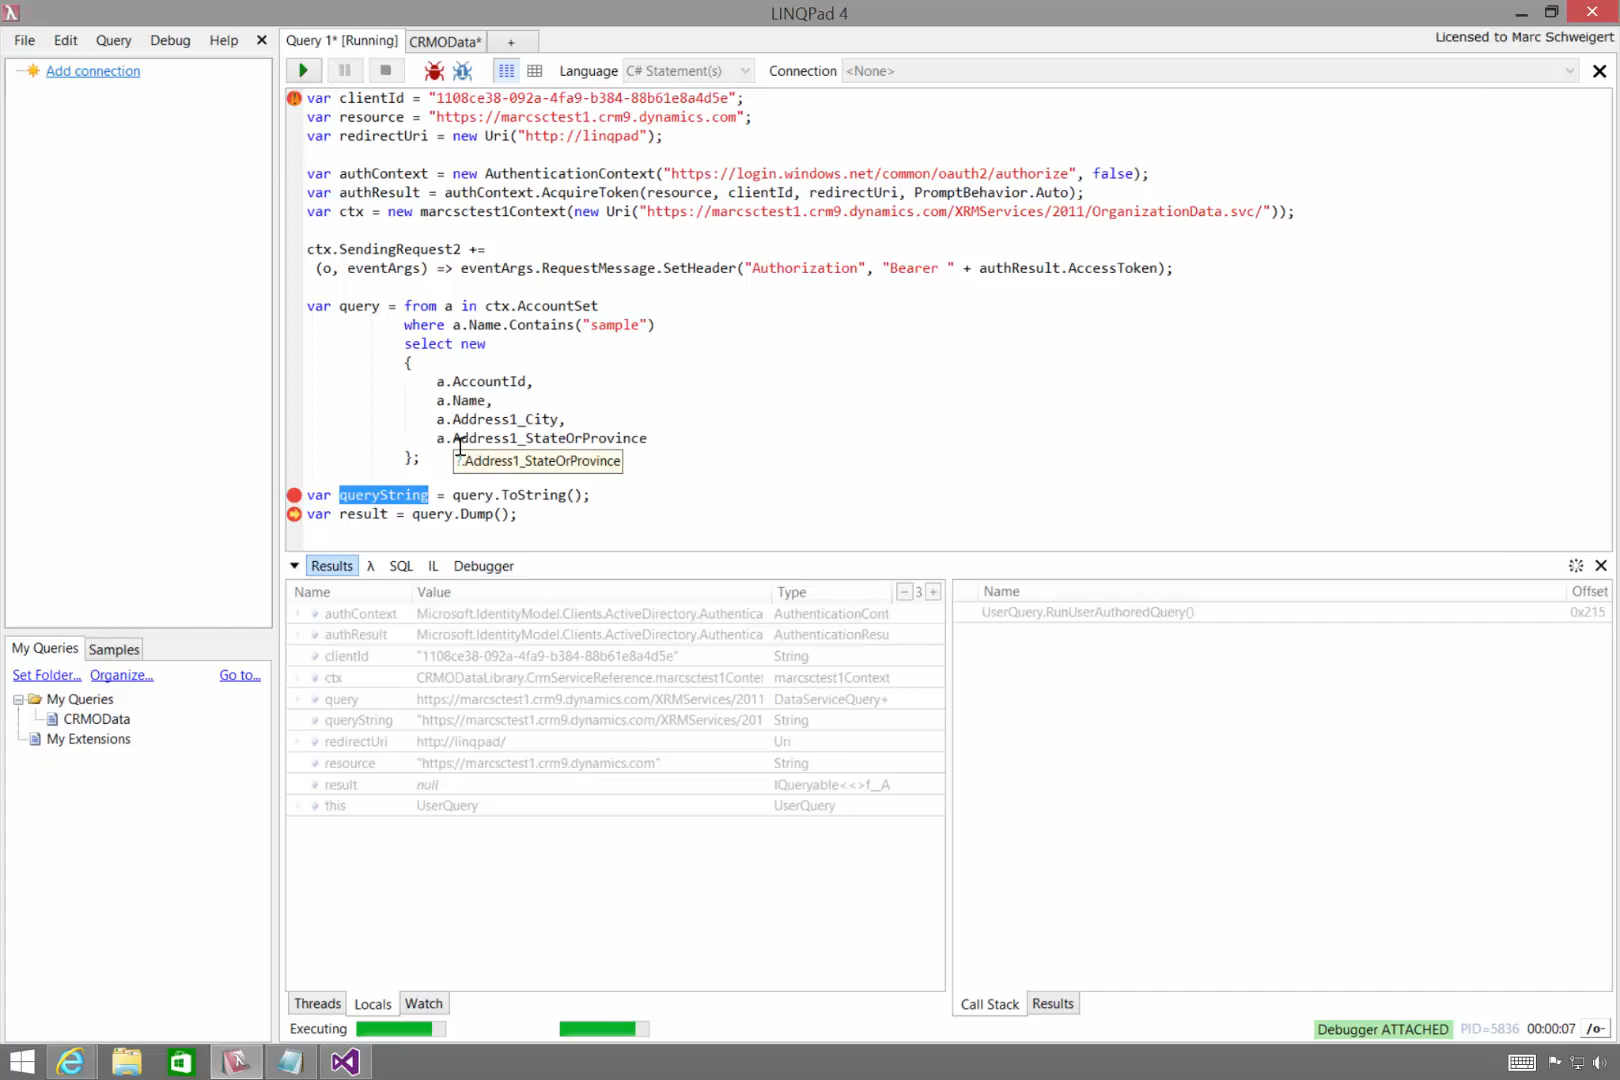 LINQPad 4
File Edit Query Debug Help
Query 1* [Running] CRMOData* +
Licensed to Marc Schweigert
Add connection
Language C# Statement(s) Connection <None>
var clientId = "1108ce38-092a-4fa9-b384-88b61e8a4d5e";
var resource = "https://marcsctest1.crm9.dynamics.com";
var redirectUri = new Uri("http://linqpad");
var authContext = new AuthenticationContext("https://login.windows.net/common/oauth2/authorize", false);
var authResult = authContext.AcquireToken(resource, clientId, redirectUri, PromptBehavior.Auto);
var ctx = new marcsctest1Context(new Uri("https://marcsctest1.crm9.dynamics.com/XRMServices/2011/OrganizationData.svc/"));
ctx.SendingRequest2 +=
(o, eventArgs) => eventArgs.RequestMessage.SetHeader("Authorization", "Bearer " + authResult.AccessToken);
var query = from a in ctx.AccountSet
where a.Name.Contains("sample")
select new
{
a.AccountId,
a.Name,
a.Address1_City,
a.Address1_StateOrProvince
};
?.Address1_StateOrProvince
var queryString = query.ToString();
var result = query.Dump();
Results λ SQL IL Debugger
Name Value Type − 3 +
authContext Microsoft.IdentityModel.Clients.ActiveDirectory.Authentica AuthenticationCont
authResult Microsoft.IdentityModel.Clients.ActiveDirectory.Authentica AuthenticationResu
clientId "1108ce38-092a-4fa9-b384-88b61e8a4d5e" String
ctx CRMODataLibrary.CrmServiceReference.marcsctest1Conte: marcsctest1Context
query https://marcsctest1.crm9.dynamics.com/XRMServices/2011 DataServiceQuery+
queryString "https://marcsctest1.crm9.dynamics.com/XRMServices/201 String
redirectUri http://linqpad/ Uri
resource "https://marcsctest1.crm9.dynamics.com" String
result null IQueryable<<>f__A
this UserQuery UserQuery
Name Offset
UserQuery.RunUserAuthoredQuery() 0x215
My Queries Samples
Set Folder... Organize... Go to...
My Queries
CRMOData
My Extensions
Threads Locals Watch
Call Stack Results
Executing
Debugger ATTACHED PID=5836 00:00:07 /o-